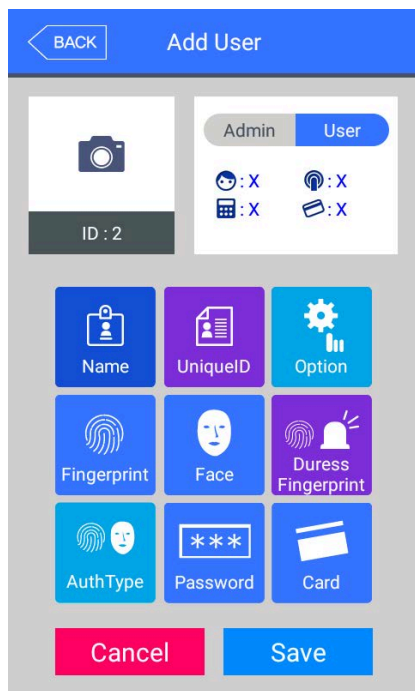 BACK
Add User
Admin
User
: X
: X
: X
: X
ID : 2
Name
UniqueID
Option
Fingerprint
Face
Duress
Fingerprint
AuthType
***
Password
Card
Cancel
Save